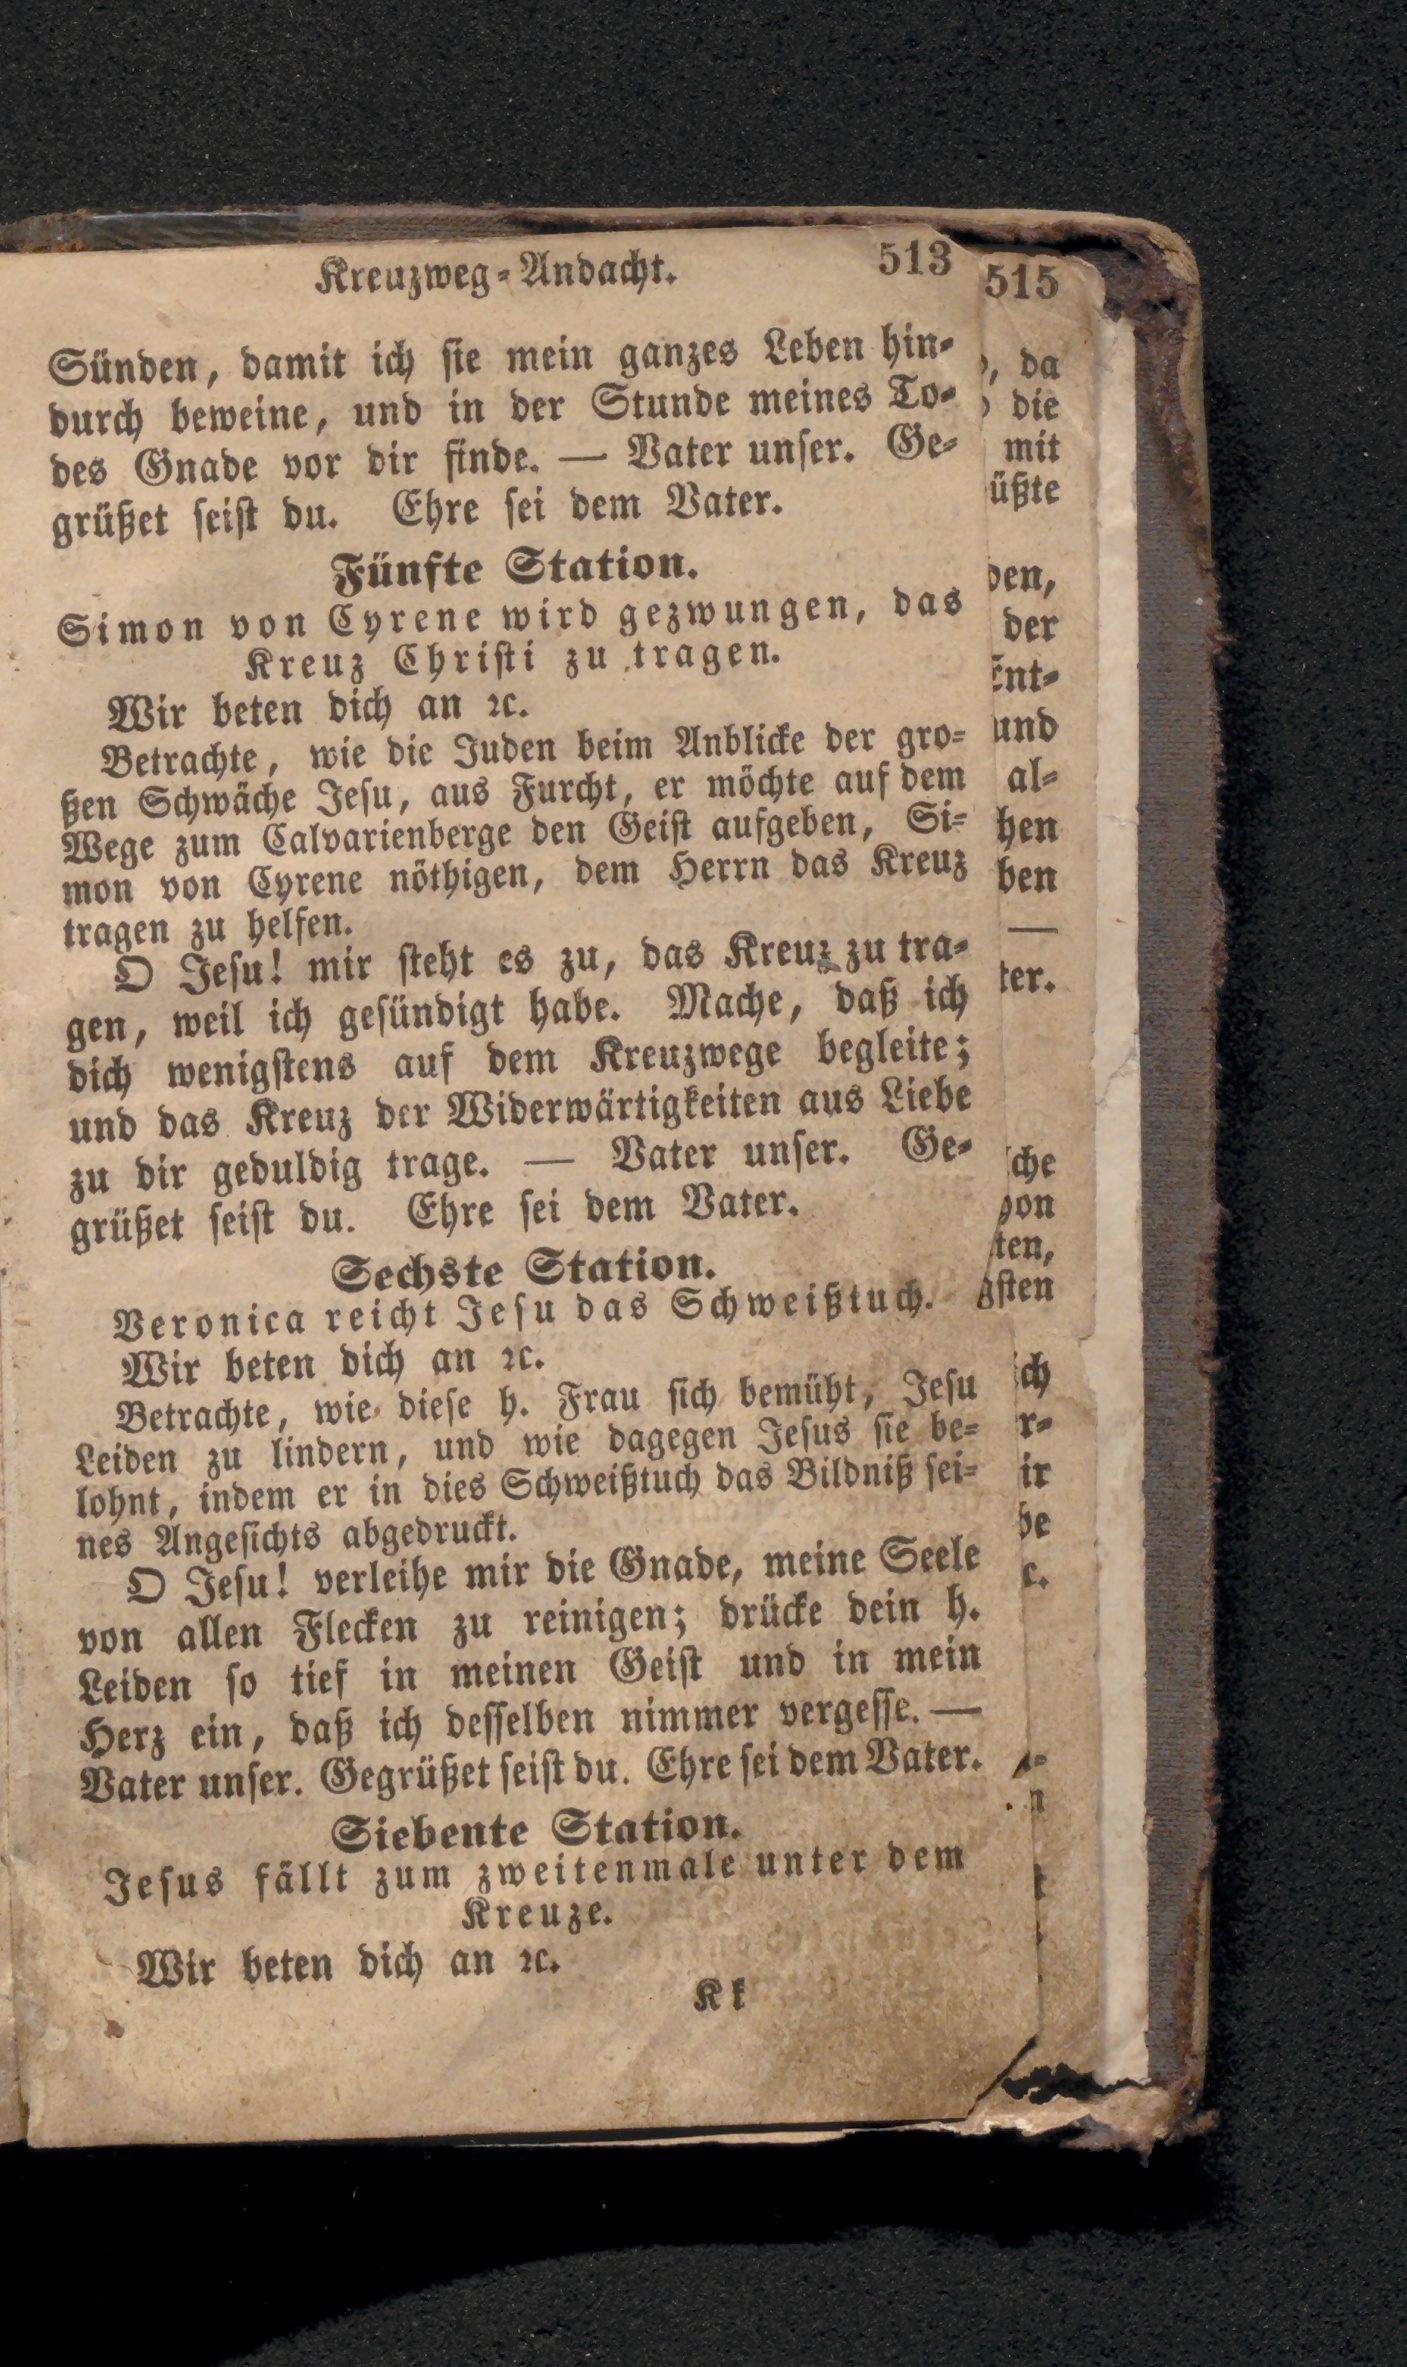 Kreuzweg-Andacht. 513
Sünden, damit ich sie mein ganzes Leben hin-
durch beweine, und in der Stunde meines To-
des Gnade vor dir finde. — Vater unser. Ge-
grüßet seist du. Ehre sei dem Vater.
Fünfte Station.
Simon von Cyrene wird gezwungen, das
Kreuz Christi zu tragen.
Wir beten dich an ꝛc.
Betrachte, wie die Juden beim Anblicke der gro-
ßen Schwäche Jesu, aus Furcht, er möchte auf dem
Wege zum Calvarienberge den Geist aufgeben, Si-
mon von Cyrene nöthigen, dem Herrn das Kreuz
tragen zu helfen.
O Jesu! mir steht es zu, das Kreuz zu tra-
gen, weil ich gesündigt habe. Mache, daß ich
dich wenigstens auf dem Kreuzwege begleite;
und das Kreuz der Widerwärtigkeiten aus Liebe
zu dir geduldig trage. — Vater unser. Ge-
grüßet seist du. Ehre sei dem Vater.
Sechste Station.
Veronica reicht Jesu das Schweißtuch.
Wir beten dich an ꝛc.
Betrachte, wie diese h. Frau sich bemüht, Jesu
Leiden zu lindern, und wie dagegen Jesus sie be-
lohnt, indem er in dies Schweißtuch das Bildniß sei-
nes Angesichts abgedruckt.
O Jesu! verleihe mir die Gnade, meine Seele
von allen Flecken zu reinigen; drücke dein h.
Leiden so tief in meinen Geist und in mein
Herz ein, daß ich desselben nimmer vergesse. —
Vater unser. Gegrüßet seist du. Ehre sei dem Vater.
Siebente Station.
Jesus fällt zum zweitenmale unter dem
Kreuze.
Wir beten dich an ꝛc.
Kk
515
da
die
mit
der
al-